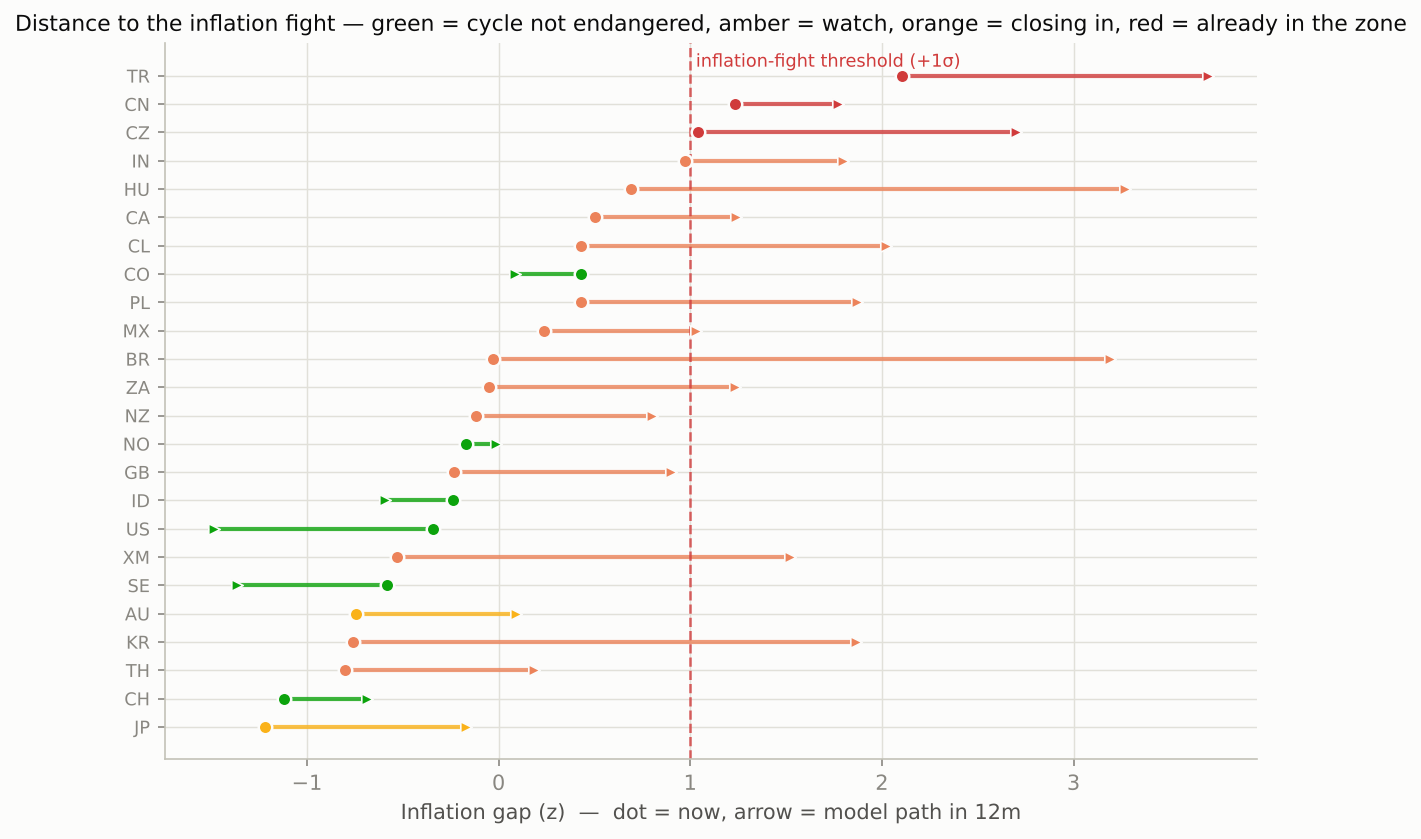 Distance to the inflation fight — green = cycle not endangered, amber = watch, orange = closing in, red = already in the zone
inflation-fight threshold (+1σ)
TR
CN
CZ
IN
HU
CA
CL
CO
PL
MX
BR
ZA
NZ
NO
GB
ID
US
XM
SE
AU
KR
TH
CH
JP
−1 0 1 2 3
Inflation gap (z) — dot = now, arrow = model path in 12m